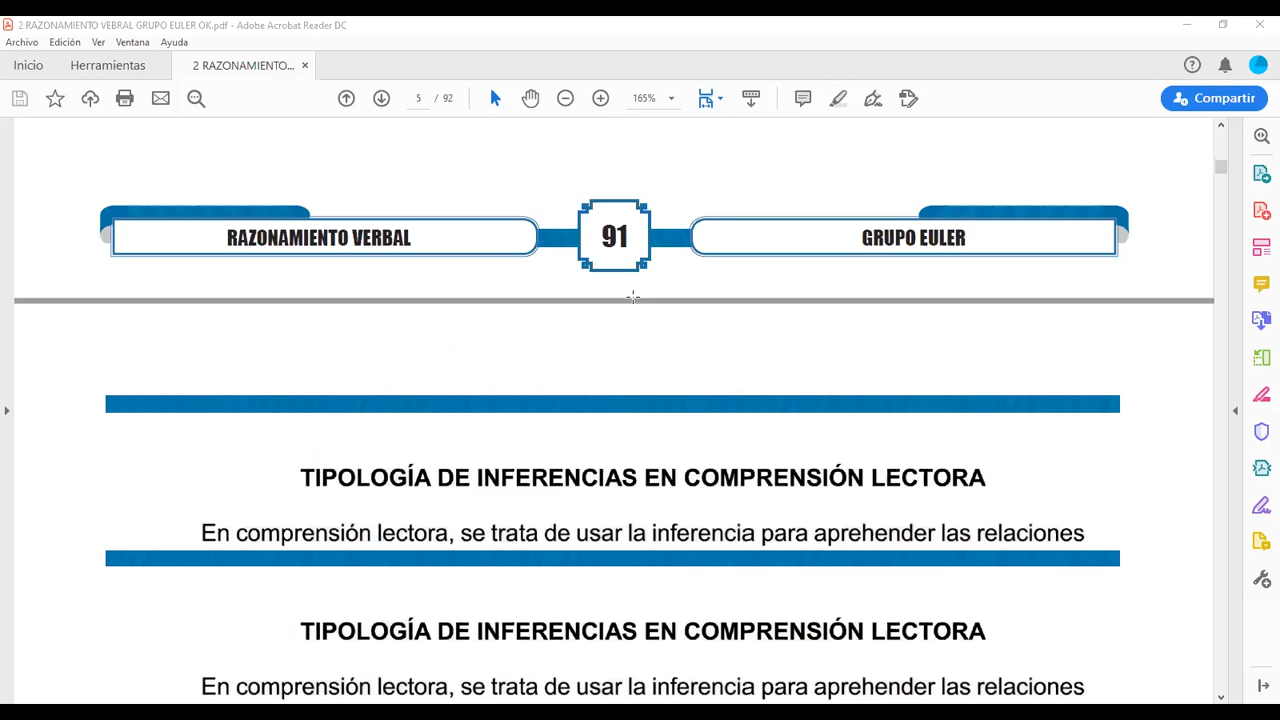 2 RAZONAMIENTO VEBRAL GRUPO EULER OK.pdf - Adobe Acrobat Reader DC
Archivo Edición Ver Ventana Ayuda
Inicio Herramientas 2 RAZONAMIENTO... ×
5 / 92 165% Compartir
RAZONAMIENTO VERBAL 91 GRUPO EULER
TIPOLOGÍA DE INFERENCIAS EN COMPRENSIÓN LECTORA
En comprensión lectora, se trata de usar la inferencia para aprehender las relaciones
TIPOLOGÍA DE INFERENCIAS EN COMPRENSIÓN LECTORA
En comprensión lectora, se trata de usar la inferencia para aprehender las relaciones